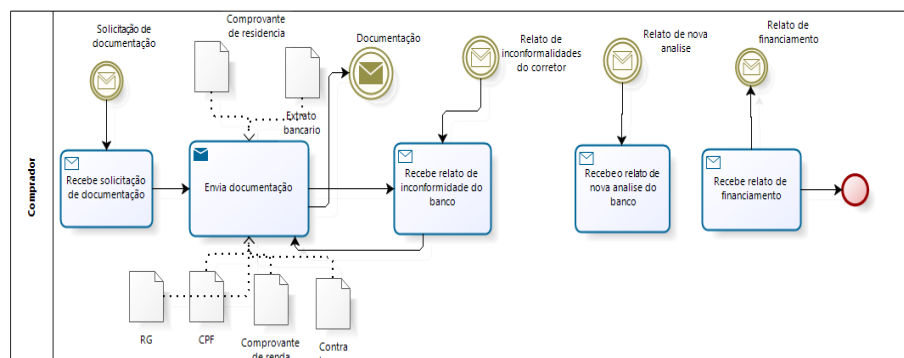 Comprador
Solicitação de
documentação
Comprovante
de residencia
Extrato
bancario
Documentação
Relato de
inconformalidades
do corretor
Relato de nova
analise
Relato de
financiamento
Recebe solicitação
de documentação
Envia documentação
Recebe relato de
inconformidade do
banco
Recebeo relato de
nova analise do
banco
Recebe relato de
financiamento
RG
CPF
Comprovante
de renda
Contra